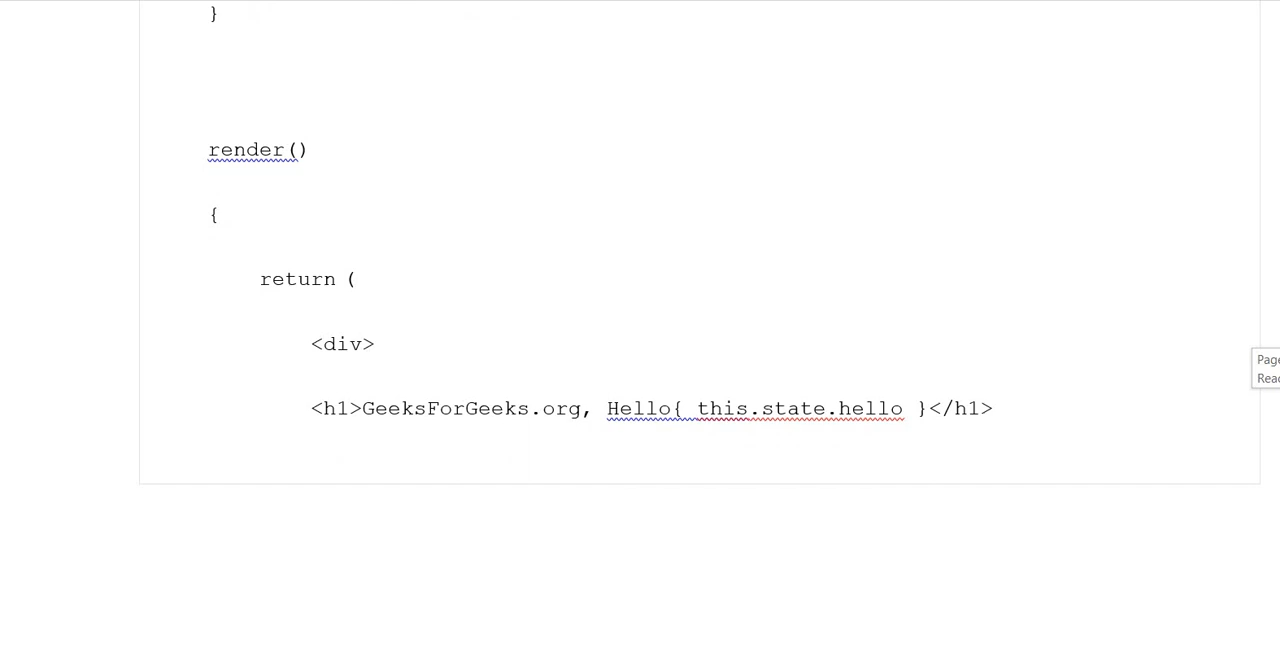 }
render()
{
return (
<div>
<h1>GeeksForGeeks.org, Hello{ this.state.hello }</h1>